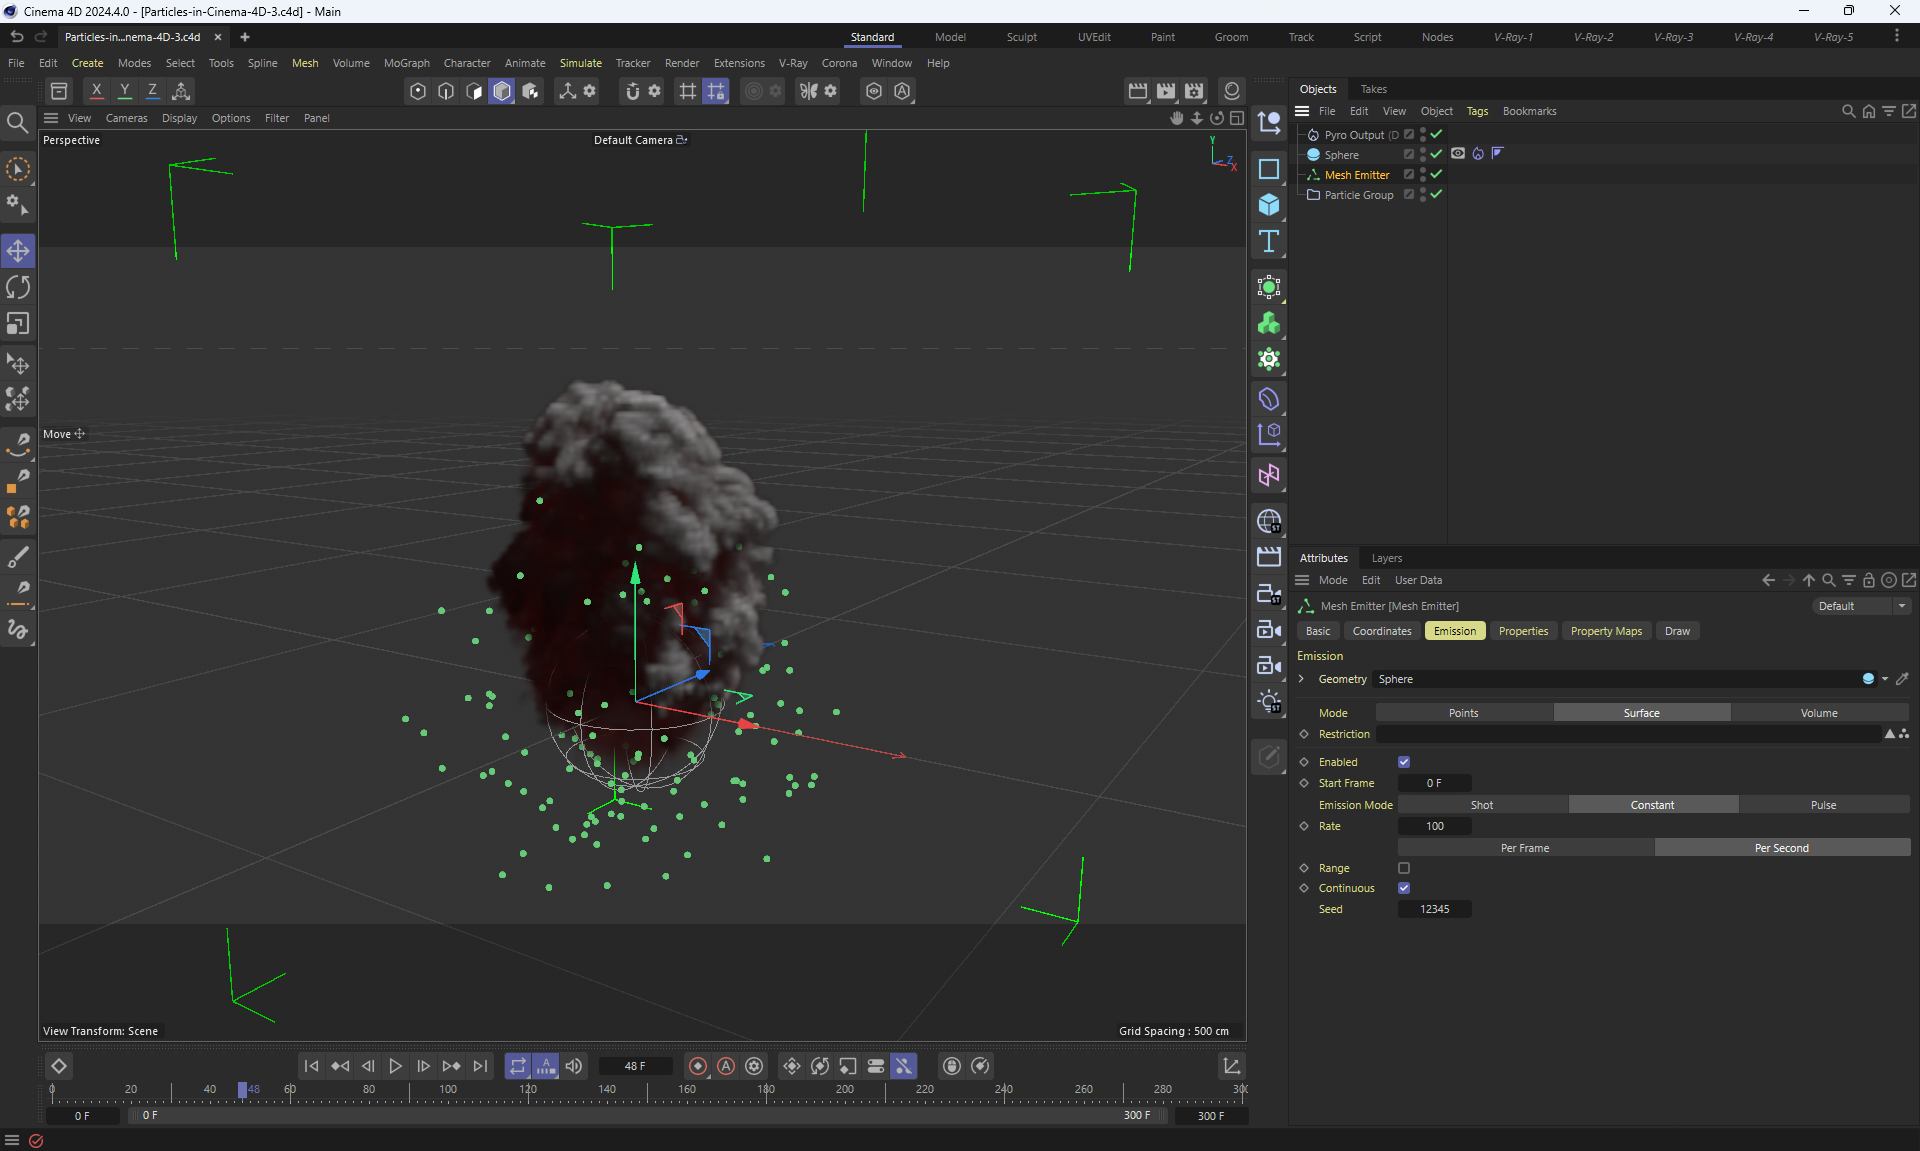 Cinema 4D 2024.4.0 - [Particles-in-Cinema-4D-3.c4d] - Main
Particles-in...nema-4D-3.c4d
Standard Model Sculpt UVEdit Paint Groom Track Script Nodes V-Ray-1 V-Ray-2 V-Ray-3 V-Ray-4 V-Ray-5
File Edit Create Modes Select Tools Spline Mesh Volume MoGraph Character Animate Simulate Tracker Render Extensions V-Ray Corona Window Help
X Y Z
View Cameras Display Options Filter Panel
Perspective
Default Camera
Y
Z
X
Move
View Transform: Scene
Grid Spacing : 500 cm
48 F
0 20 40 48 60 80 100 120 140 160 180 200 220 240 260 280 30
0 F
0 F
300 F
300 F
Objects Takes
File Edit View Object Tags Bookmarks
Pyro Output (D
Sphere
Mesh Emitter
Particle Group
Attributes Layers
Mode Edit User Data
Mesh Emitter [Mesh Emitter]
Default
Basic Coordinates Emission Properties Property Maps Draw
Emission
Geometry Sphere
Mode Points Surface Volume
Restriction
Enabled
Start Frame 0 F
Emission Mode Shot Constant Pulse
Rate 100
Per Frame Per Second
Range
Continuous
Seed 12345